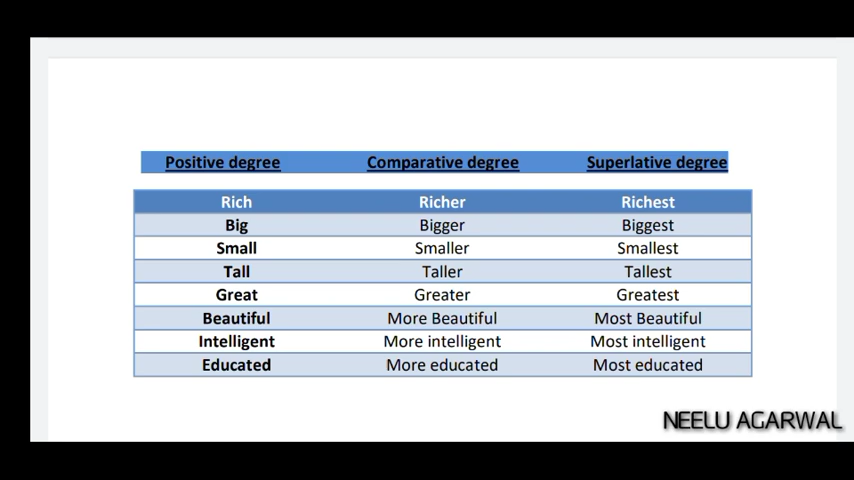 Positive degree Comparative degree Superlative degree
Rich Richer Richest
Big Bigger Biggest
Small Smaller Smallest
Tall Taller Tallest
Great Greater Greatest
Beautiful More Beautiful Most Beautiful
Intelligent More intelligent Most intelligent
Educated More educated Most educated
NEELU AGARWAL